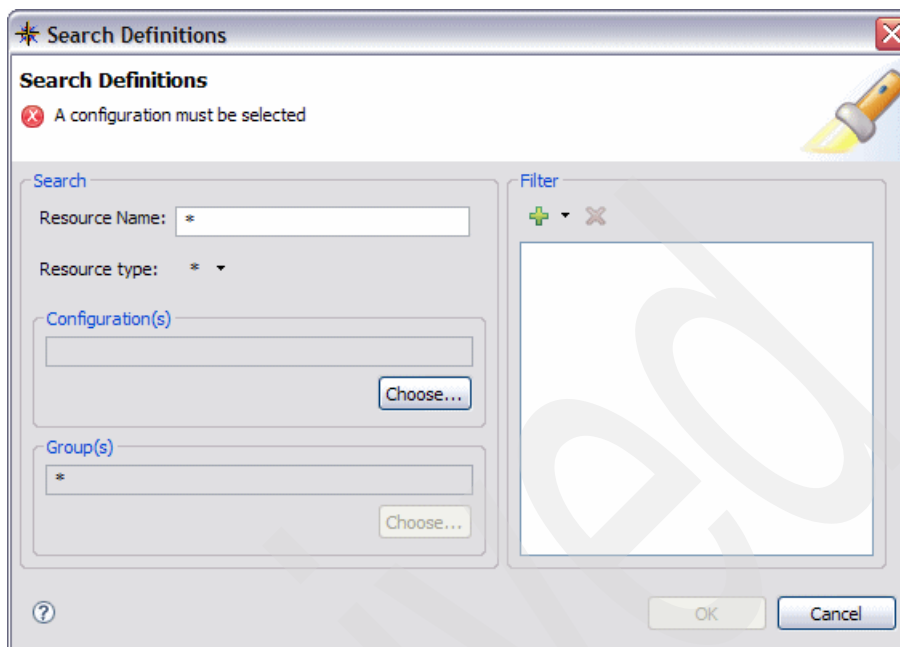 Search Definitions
Search Definitions
A configuration must be selected
Search
Resource Name: *
Resource type: *
Configuration(s)
Choose...
Group(s)
*
Choose...
Filter
?
OK
Cancel